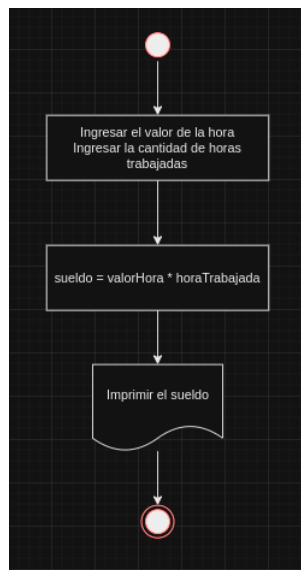 Ingresar el valor de la hora
Ingresar la cantidad de horas
trabajadas
sueldo = valorHora * horaTrabajada
Imprimir el sueldo